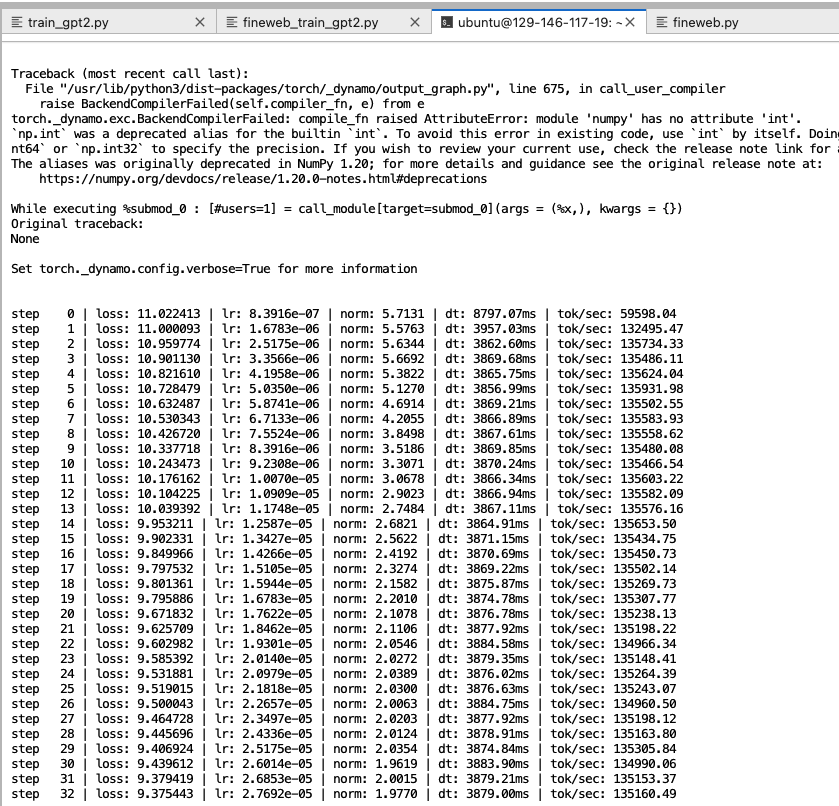 train_gpt2.py
fineweb_train_gpt2.py
ubuntu@129-146-117-19: ~
fineweb.py
Traceback (most recent call last):
File "/usr/lib/python3/dist-packages/torch/_dynamo/output_graph.py", line 675, in call_user_compiler
raise BackendCompilerFailed(self.compiler_fn, e) from e
torch._dynamo.exc.BackendCompilerFailed: compile_fn raised AttributeError: module 'numpy' has no attribute 'int'.
`np.int` was a deprecated alias for the builtin `int`. To avoid this error in existing code, use `int` by itself. Doing
nt64` or `np.int32` to specify the precision. If you wish to review your current use, check the release note link for a
The aliases was originally deprecated in NumPy 1.20; for more details and guidance see the original release note at:
https://numpy.org/devdocs/release/1.20.0-notes.html#deprecations
While executing %submod_0 : [#users=1] = call_module[target=submod_0](args = (%x,), kwargs = {})
Original traceback:
None
Set torch._dynamo.config.verbose=True for more information
step 0 | loss: 11.022413 | lr: 8.3916e-07 | norm: 5.7131 | dt: 8797.07ms | tok/sec: 59598.04
step 1 | loss: 11.000093 | lr: 1.6783e-06 | norm: 5.5763 | dt: 3957.03ms | tok/sec: 132495.47
step 2 | loss: 10.959774 | lr: 2.5175e-06 | norm: 5.6344 | dt: 3862.60ms | tok/sec: 135734.33
step 3 | loss: 10.901130 | lr: 3.3566e-06 | norm: 5.6692 | dt: 3869.68ms | tok/sec: 135486.11
step 4 | loss: 10.821610 | lr: 4.1958e-06 | norm: 5.3822 | dt: 3865.75ms | tok/sec: 135624.04
step 5 | loss: 10.728479 | lr: 5.0350e-06 | norm: 5.1270 | dt: 3856.99ms | tok/sec: 135931.98
step 6 | loss: 10.632487 | lr: 5.8741e-06 | norm: 4.6914 | dt: 3869.21ms | tok/sec: 135502.55
step 7 | loss: 10.530343 | lr: 6.7133e-06 | norm: 4.2055 | dt: 3866.89ms | tok/sec: 135583.93
step 8 | loss: 10.426720 | lr: 7.5524e-06 | norm: 3.8498 | dt: 3867.61ms | tok/sec: 135558.62
step 9 | loss: 10.337718 | lr: 8.3916e-06 | norm: 3.5186 | dt: 3869.85ms | tok/sec: 135480.08
step 10 | loss: 10.243473 | lr: 9.2308e-06 | norm: 3.3071 | dt: 3870.24ms | tok/sec: 135466.54
step 11 | loss: 10.176162 | lr: 1.0070e-05 | norm: 3.0678 | dt: 3866.34ms | tok/sec: 135603.22
step 12 | loss: 10.104225 | lr: 1.0909e-05 | norm: 2.9023 | dt: 3866.94ms | tok/sec: 135582.09
step 13 | loss: 10.039392 | lr: 1.1748e-05 | norm: 2.7484 | dt: 3867.11ms | tok/sec: 135576.16
step 14 | loss: 9.953211 | lr: 1.2587e-05 | norm: 2.6821 | dt: 3864.91ms | tok/sec: 135653.50
step 15 | loss: 9.902331 | lr: 1.3427e-05 | norm: 2.5622 | dt: 3871.15ms | tok/sec: 135434.75
step 16 | loss: 9.849966 | lr: 1.4266e-05 | norm: 2.4192 | dt: 3870.69ms | tok/sec: 135450.73
step 17 | loss: 9.797532 | lr: 1.5105e-05 | norm: 2.3274 | dt: 3869.22ms | tok/sec: 135502.14
step 18 | loss: 9.801361 | lr: 1.5944e-05 | norm: 2.1582 | dt: 3875.87ms | tok/sec: 135269.73
step 19 | loss: 9.795886 | lr: 1.6783e-05 | norm: 2.2010 | dt: 3874.78ms | tok/sec: 135307.77
step 20 | loss: 9.671832 | lr: 1.7622e-05 | norm: 2.1078 | dt: 3876.78ms | tok/sec: 135238.13
step 21 | loss: 9.625709 | lr: 1.8462e-05 | norm: 2.1106 | dt: 3877.92ms | tok/sec: 135198.22
step 22 | loss: 9.602982 | lr: 1.9301e-05 | norm: 2.0546 | dt: 3884.58ms | tok/sec: 134966.34
step 23 | loss: 9.585392 | lr: 2.0140e-05 | norm: 2.0272 | dt: 3879.35ms | tok/sec: 135148.41
step 24 | loss: 9.531881 | lr: 2.0979e-05 | norm: 2.0389 | dt: 3876.02ms | tok/sec: 135264.39
step 25 | loss: 9.519015 | lr: 2.1818e-05 | norm: 2.0300 | dt: 3876.63ms | tok/sec: 135243.07
step 26 | loss: 9.500043 | lr: 2.2657e-05 | norm: 2.0063 | dt: 3884.75ms | tok/sec: 134960.50
step 27 | loss: 9.464728 | lr: 2.3497e-05 | norm: 2.0203 | dt: 3877.92ms | tok/sec: 135198.12
step 28 | loss: 9.445696 | lr: 2.4336e-05 | norm: 2.0124 | dt: 3878.91ms | tok/sec: 135163.80
step 29 | loss: 9.406924 | lr: 2.5175e-05 | norm: 2.0354 | dt: 3874.84ms | tok/sec: 135305.84
step 30 | loss: 9.439612 | lr: 2.6014e-05 | norm: 1.9619 | dt: 3883.90ms | tok/sec: 134990.06
step 31 | loss: 9.379419 | lr: 2.6853e-05 | norm: 2.0015 | dt: 3879.21ms | tok/sec: 135153.37
step 32 | loss: 9.375443 | lr: 2.7692e-05 | norm: 1.9770 | dt: 3879.00ms | tok/sec: 135160.49